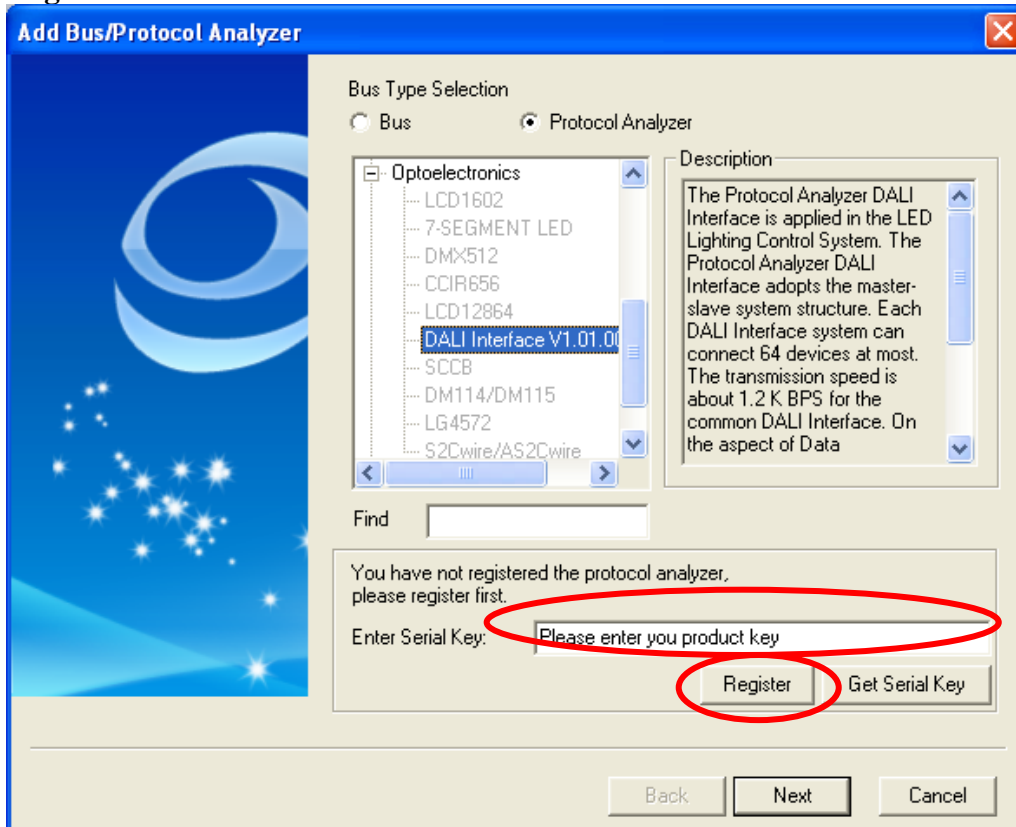 Add Bus/Protocol Analyzer
Bus Type Selection
Bus
Protocol Analyzer
Optoelectronics
LCD1602
7-SEGMENT LED
DMX512
CCIR656
LCD12864
DALI Interface V1.01.00
SCCB
DM114/DM115
LG4572
S2Cwire/AS2Cwire
Description
The Protocol Analyzer DALI
Interface is applied in the LED
Lighting Control System. The
Protocol Analyzer DALI
Interface adopts the master-
slave system structure. Each
DALI Interface system can
connect 64 devices at most.
The transmission speed is
about 1.2 K BPS for the
common DALI Interface. On
the aspect of Data
Find
You have not registered the protocol analyzer,
please register first.
Enter Serial Key:
Please enter you product key
Register
Get Serial Key
Back
Next
Cancel